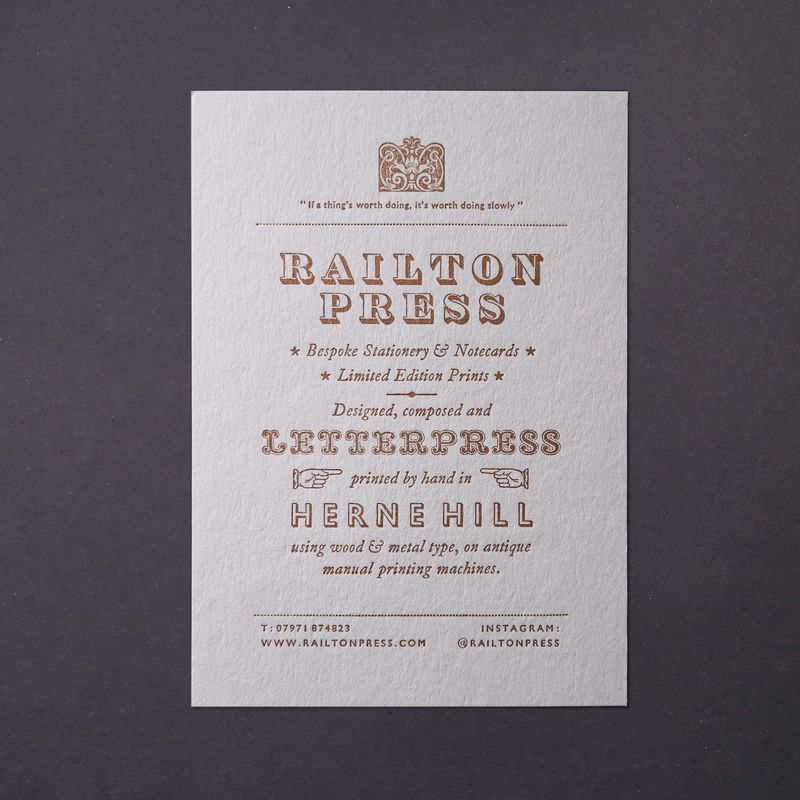 "If a thing's worth doing, it's worth doing slowly"
RAILTON
PRESS
★ Bespoke Stationery & Notecards ★
★ Limited Edition Prints ★
Designed, composed and
LETTERPRESS
printed by hand in
HERNE HILL
using wood & metal type, on antique
manual printing machines.
T: 07971 874823
WWW.RAILTONPRESS.COM
INSTAGRAM:
@RAILTONPRESS